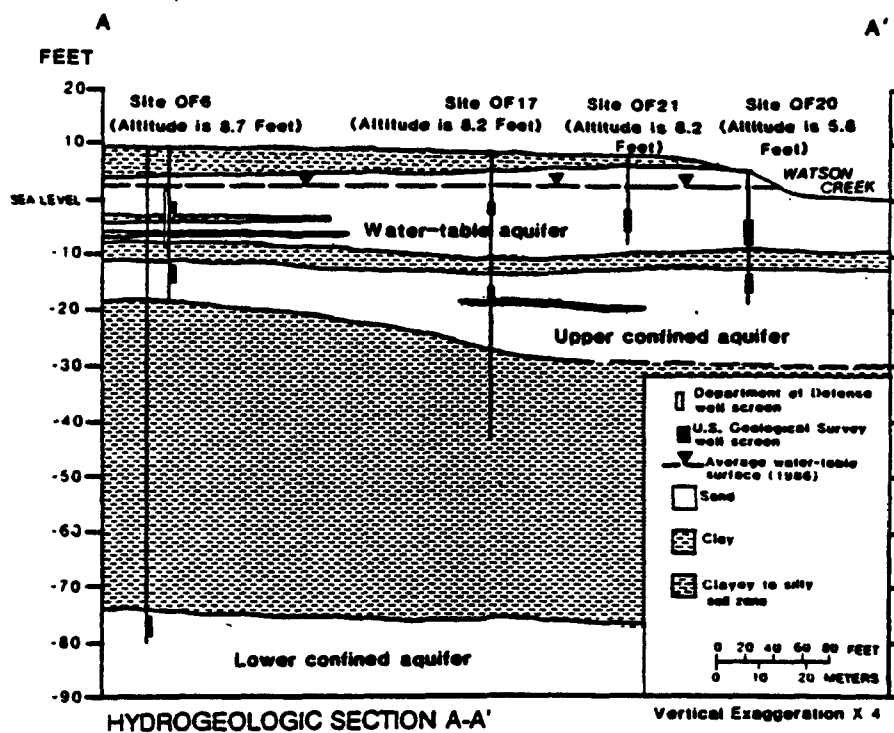 A
A'
FEET
20
10
SEA LEVEL
-10
-20
-30
-40
-50
-60
-70
-80
-90
Site OF6
(Altitude is 8.7 Feet)
Site OF17
(Altitude is 8.2 Feet)
Site OF21
(Altitude is 8.2
Feet)
Site OF20
(Altitude is 5.8
Feet)
WATSON
CREEK
Water-table aquifer
Upper confined aquifer
Lower confined aquifer
Department of Defense
well screen
U.S. Geological Survey
well screen
Average water-table
surface (1986)
Sand
Clay
Clayey to silty
soil zone
0 20 40 60 80 FEET
0 10 20 METERS
HYDROGEOLOGIC SECTION A-A'
Vertical Exaggeration X 4